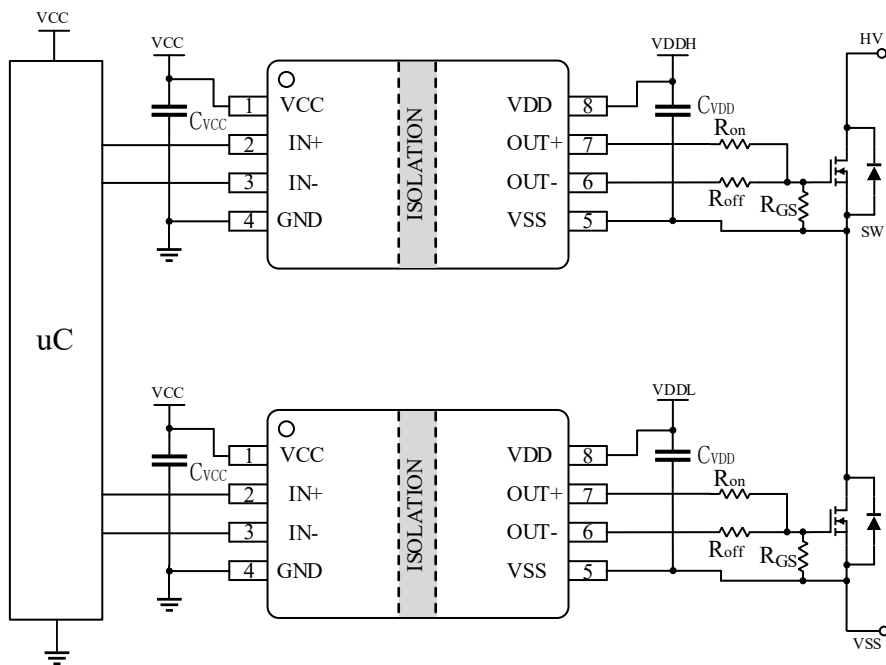 VCC
VCC
VDDH
HV
CVCC
1 VCC
VDD 8
CVDD
2 IN+
OUT+ 7
Ron
ISOLATION
3 IN-
OUT- 6
Roff
RGS
4 GND
VSS 5
SW
uC
VCC
VDDL
CVCC
1 VCC
VDD 8
CVDD
2 IN+
OUT+ 7
Ron
ISOLATION
3 IN-
OUT- 6
Roff
RGS
4 GND
VSS 5
VSS